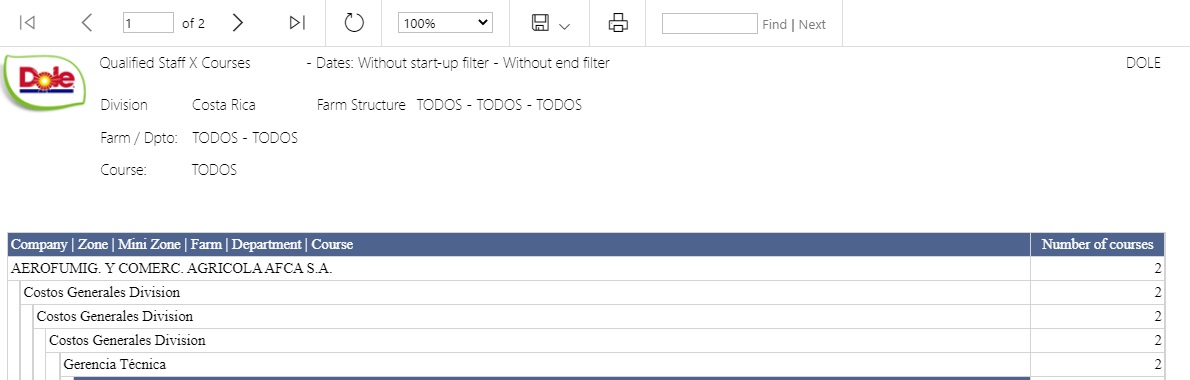 1 of 2 100% Find | Next
Dole
Qualified Staff X Courses - Dates: Without start-up filter - Without end filter DOLE
Division Costa Rica Farm Structure TODOS - TODOS - TODOS
Farm / Dpto: TODOS - TODOS
Course: TODOS
Company | Zone | Mini Zone | Farm | Department | Course Number of courses
AEROFUMIG. Y COMERC. AGRICOLA AFCA S.A. 2
Costos Generales Division 2
Costos Generales Division 2
Costos Generales Division 2
Gerencia Técnica 2